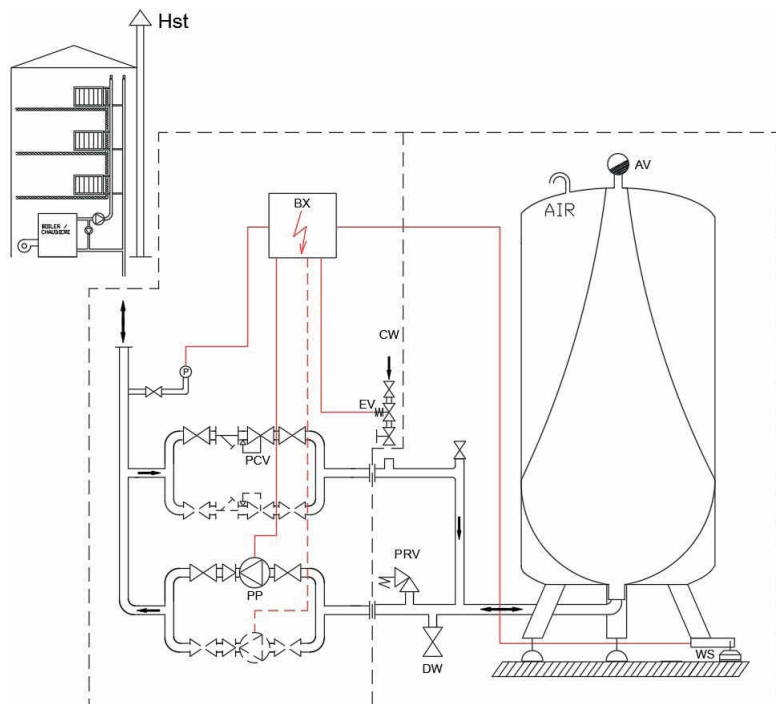 Hst
BOILER /
CHAUDIERE
AV
AIR
BX
P
CW
EV
PCV
PRV
PP
DW
WS